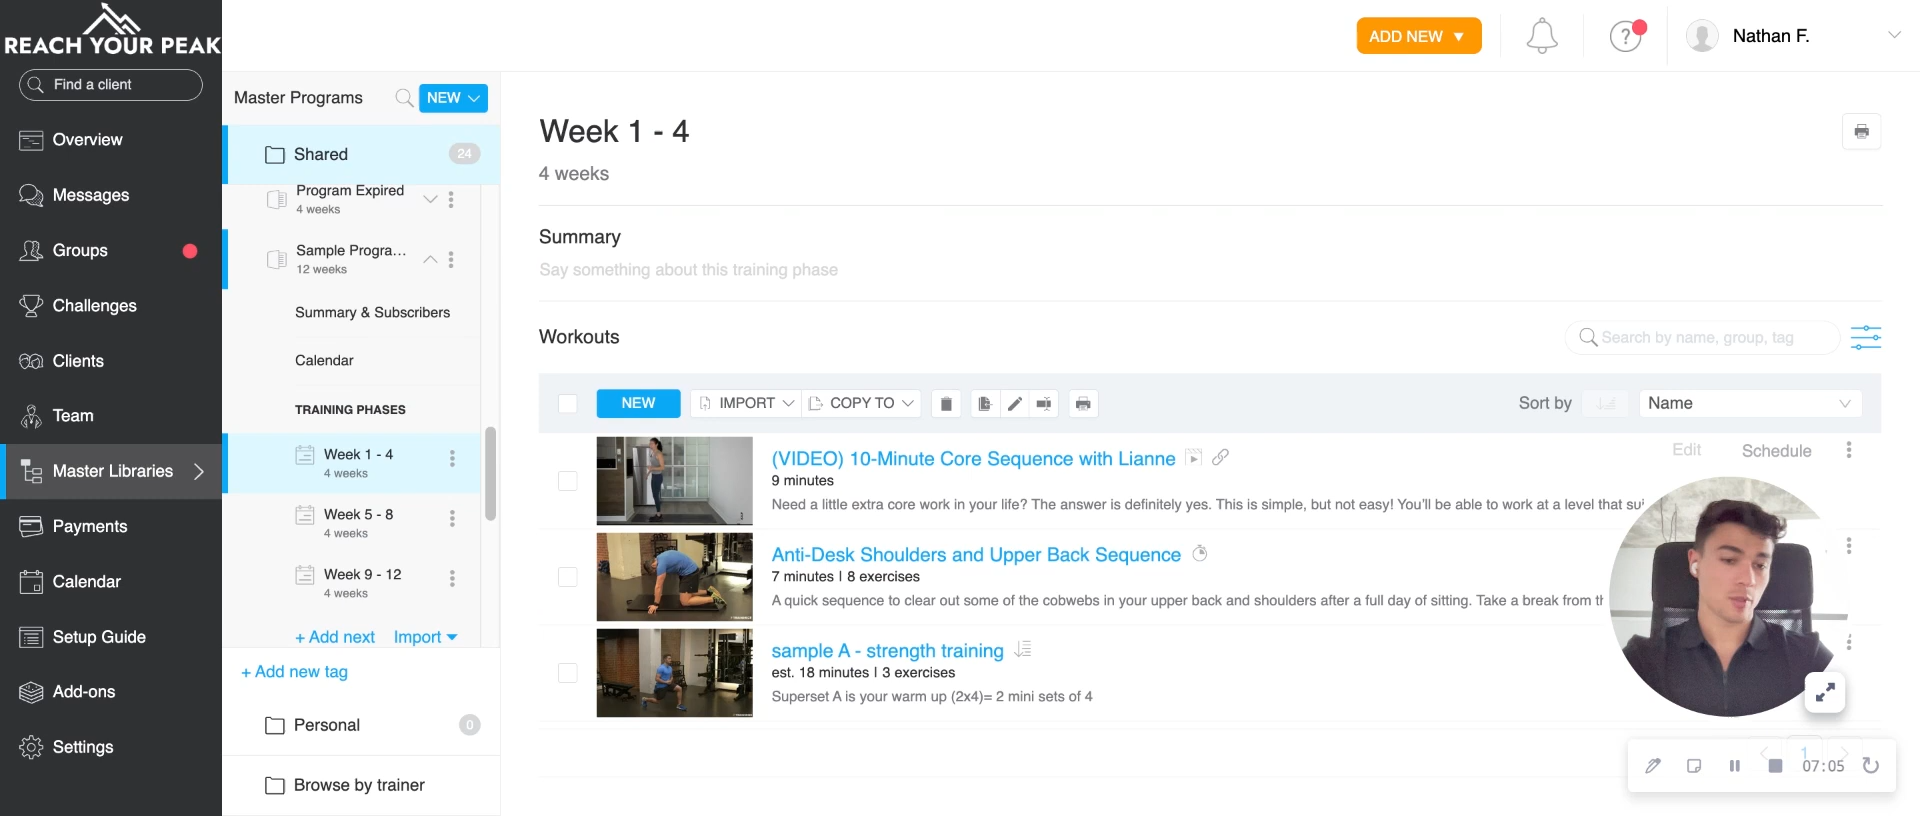 REACH YOUR PEAK
Find a client
Overview
Messages
Groups
Challenges
Clients
Team
Master Libraries
Payments
Calendar
Setup Guide
Add-ons
Settings
ADD NEW
?
Nathan F.
Master Programs
NEW
Shared
24
Program Expired
4 weeks
Sample Progra...
12 weeks
Summary & Subscribers
Calendar
TRAINING PHASES
Week 1 - 4
4 weeks
Week 5 - 8
4 weeks
Week 9 - 12
4 weeks
+ Add next Import
+ Add new tag
Personal
0
Browse by trainer
Week 1 - 4
4 weeks
Summary
Say something about this training phase
Workouts
Search by name, group, tag
NEW IMPORT COPY TO
Sort by Name
(VIDEO) 10-Minute Core Sequence with Lianne
9 minutes
Need a little extra core work in your life? The answer is definitely yes. This is simple, but not easy! You'll be able to work at a level that sui
Edit Schedule
Anti-Desk Shoulders and Upper Back Sequence
7 minutes | 8 exercises
A quick sequence to clear out some of the cobwebs in your upper back and shoulders after a full day of sitting. Take a break from th
sample A - strength training
est. 18 minutes | 3 exercises
Superset A is your warm up (2x4)= 2 mini sets of 4
1
07:05